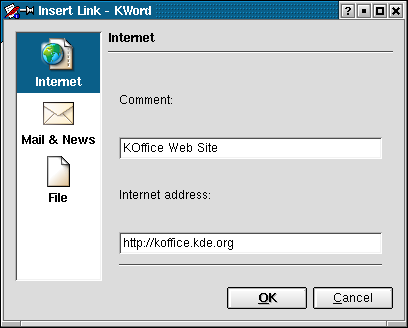 Insert Link - KWord
Internet
Internet
Mail & News
File
Comment:
KOffice Web Site
Internet address:
http://koffice.kde.org
OK
Cancel